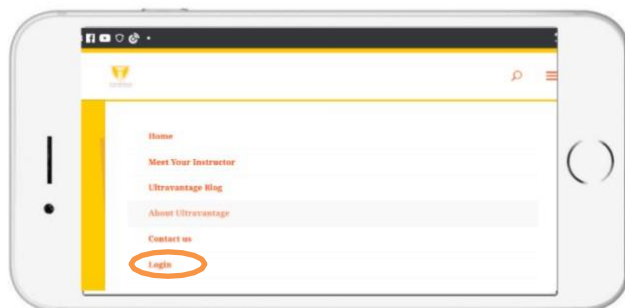 Home
Meet Your Instructor
Ultravantage Blog
About Ultravantage
Contact us
Login